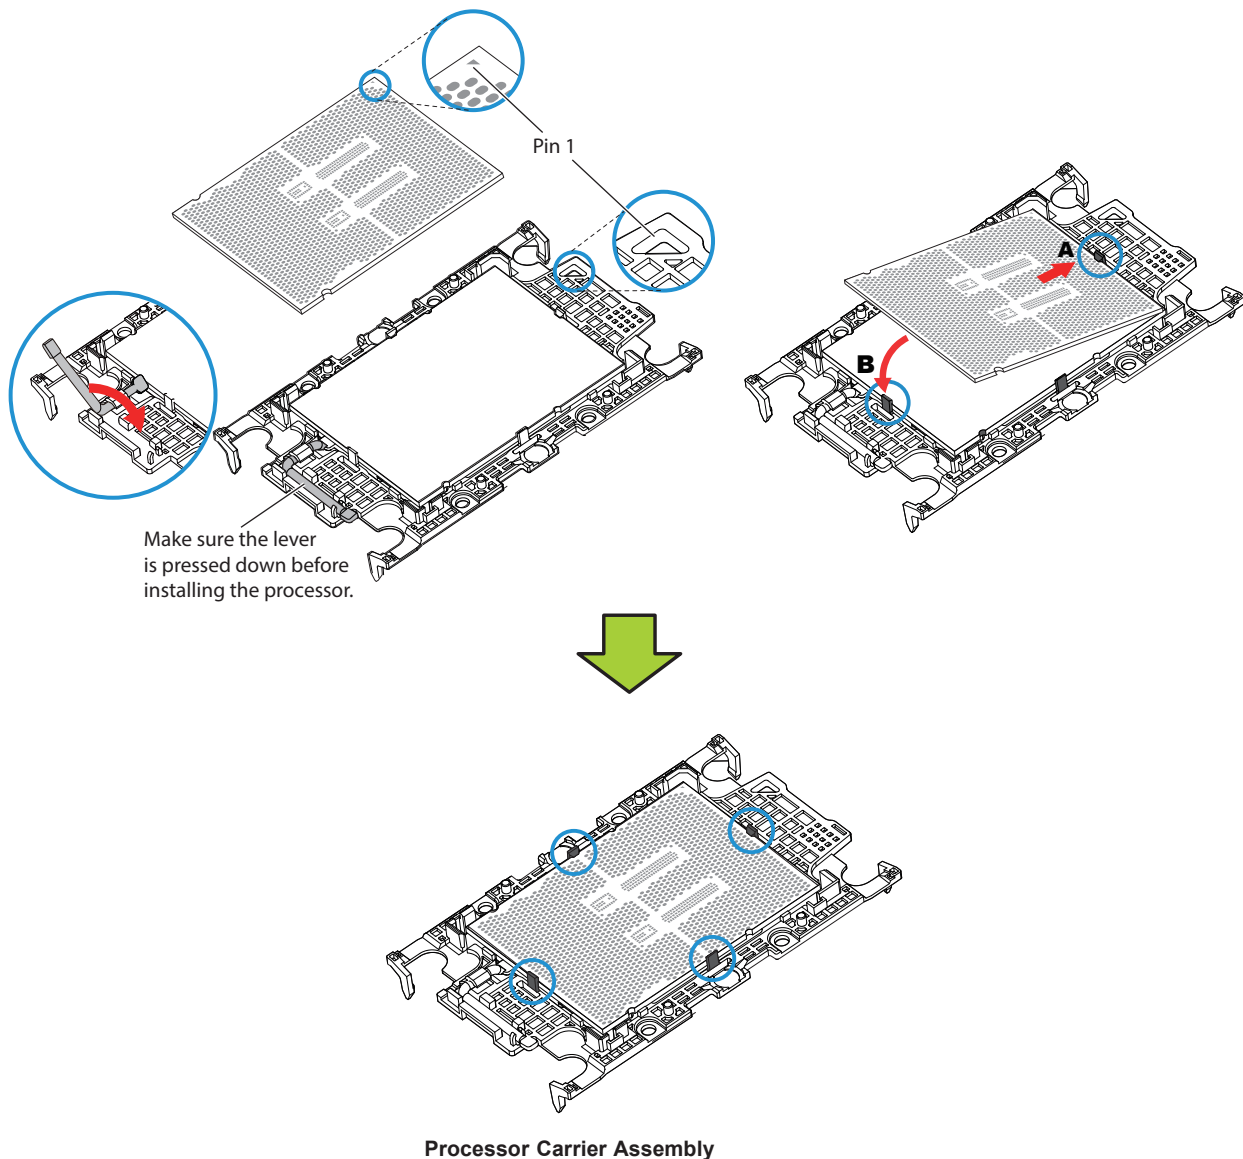 Pin 1
A
B
Make sure the lever
is pressed down before
installing the processor.
Processor Carrier Assembly